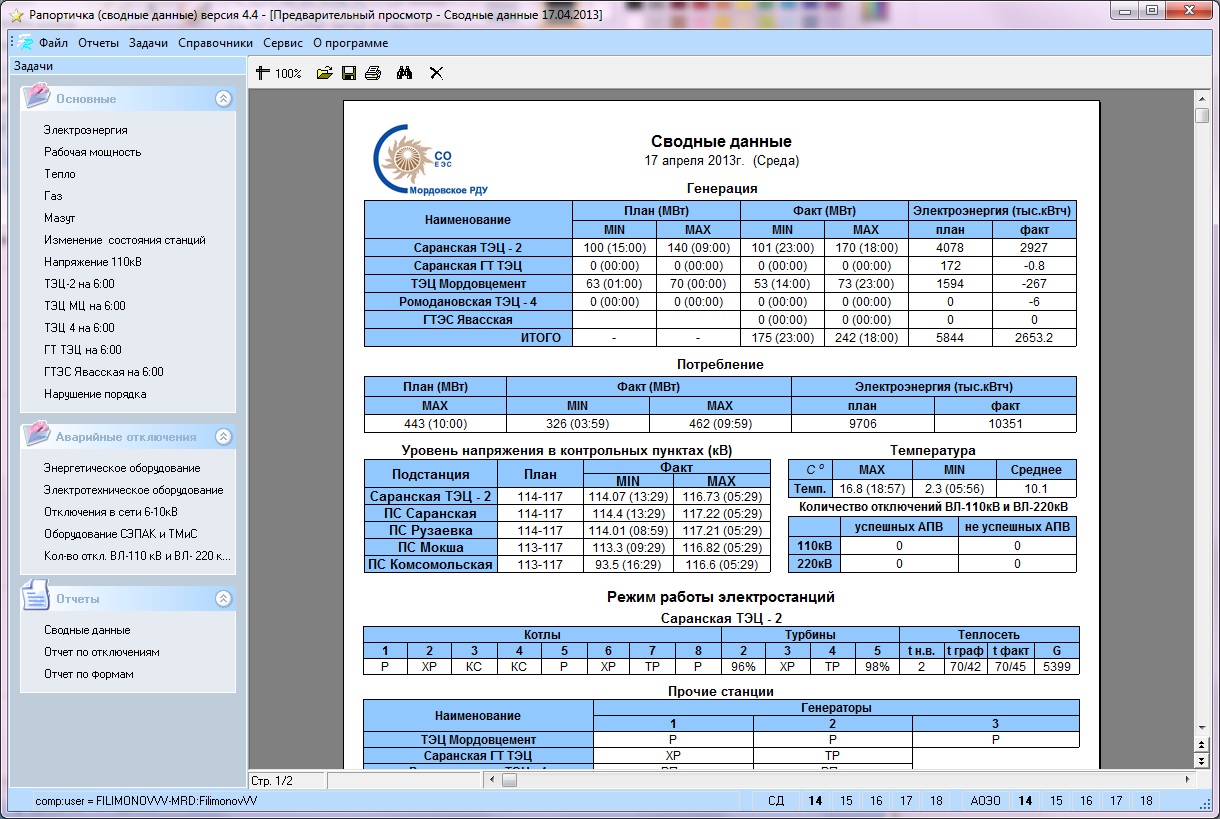 Рапортичка (сводные данные) версия 4.4 - [Предварительный просмотр - Сводные данные 17.04.2013]
Файл Отчеты Задачи Справочники Сервис О программе
Задачи
Основные
Электроэнергия
Рабочая мощность
Тепло
Газ
Мазут
Изменение состояния станций
Напряжение 110кВ
ТЭЦ-2 на 6:00
ТЭЦ МЦ на 6:00
ТЭЦ 4 на 6:00
ГТ ТЭЦ на 6:00
ГТЭС Явасская на 6:00
Нарушение порядка
Аварийные отключения
Энергетическое оборудование
Электротехническое оборудование
Отключения в сети 6-10кВ
Оборудование СЭПАК и ТМиС
Кол-во откл. ВЛ-110 кВ и ВЛ- 220 к...
Отчеты
Сводные данные
Отчет по отключениям
Отчет по формам
100%
СО
ЕЭС
Мордовское РДУ
Сводные данные
17 апреля 2013г. (Среда)
Генерация
Наименование План (МВт) Факт (МВт) Электроэнергия (тыс.кВтч)
MIN MAX MIN MAX план факт
Саранская ТЭЦ - 2 100 (15:00) 140 (09:00) 101 (23:00) 170 (18:00) 4078 2927
Саранская ГТ ТЭЦ 0 (00:00) 0 (00:00) 0 (00:00) 0 (00:00) 172 -0.8
ТЭЦ Мордовцемент 63 (01:00) 70 (00:00) 53 (14:00) 73 (23:00) 1594 -267
Ромодановская ТЭЦ - 4 0 (00:00) 0 (00:00) 0 (00:00) 0 (00:00) 0 -6
ГТЭС Явасская 0 (00:00) 0 (00:00) 0 0
ИТОГО - - 175 (23:00) 242 (18:00) 5844 2653.2
Потребление
План (МВт) Факт (МВт) Электроэнергия (тыс.кВтч)
MAX MIN MAX план факт
443 (10:00) 326 (03:59) 462 (09:59) 9706 10351
Уровень напряжения в контрольных пунктах (кВ)
Подстанция План Факт
MIN MAX
Саранская ТЭЦ - 2 114-117 114.07 (13:29) 116.73 (05:29)
ПС Саранская 114-117 114.4 (13:29) 117.22 (05:29)
ПС Рузаевка 114-117 114.01 (08:59) 117.21 (05:29)
ПС Мокша 113-117 113.3 (09:29) 116.82 (05:29)
ПС Комсомольская 113-117 93.5 (16:29) 116.6 (05:29)
Температура
С º MAX MIN Среднее
Темп. 16.8 (18:57) 2.3 (05:56) 10.1
Количество отключений ВЛ-110кВ и ВЛ-220кВ
успешных АПВ не успешных АПВ
110кВ 0 0
220кВ 0 0
Режим работы электростанций
Саранская ТЭЦ - 2
Котлы Турбины Теплосеть
1 2 3 4 5 6 7 8 2 3 4 5 t н.в. t граф t факт G
Р ХР КС КС Р ХР ТР Р 96% ХР ТР 98% 2 70/42 70/45 5399
Прочие станции
Наименование Генераторы
1 2 3
ТЭЦ Мордовцемент Р Р Р
Саранская ГТ ТЭЦ ХР ТР
Стр. 1/2
comp:user = FILIMONOVVV-MRD:FilimonovVV СД 14 15 16 17 18 АОЗО 14 15 16 17 18